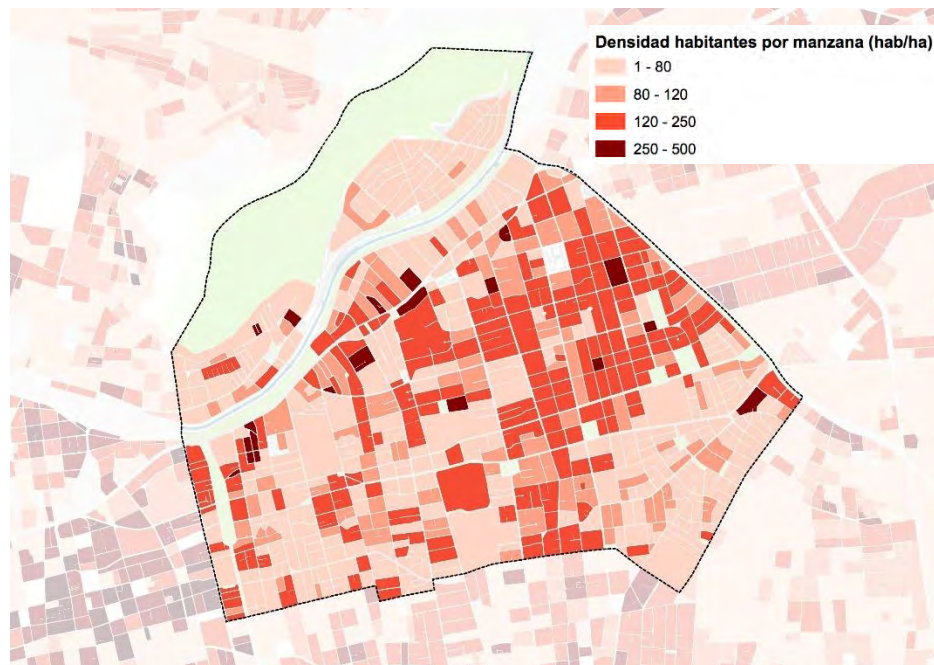 Densidad habitantes por manzana (hab/ha)
1 - 80
80 - 120
120 - 250
250 - 500